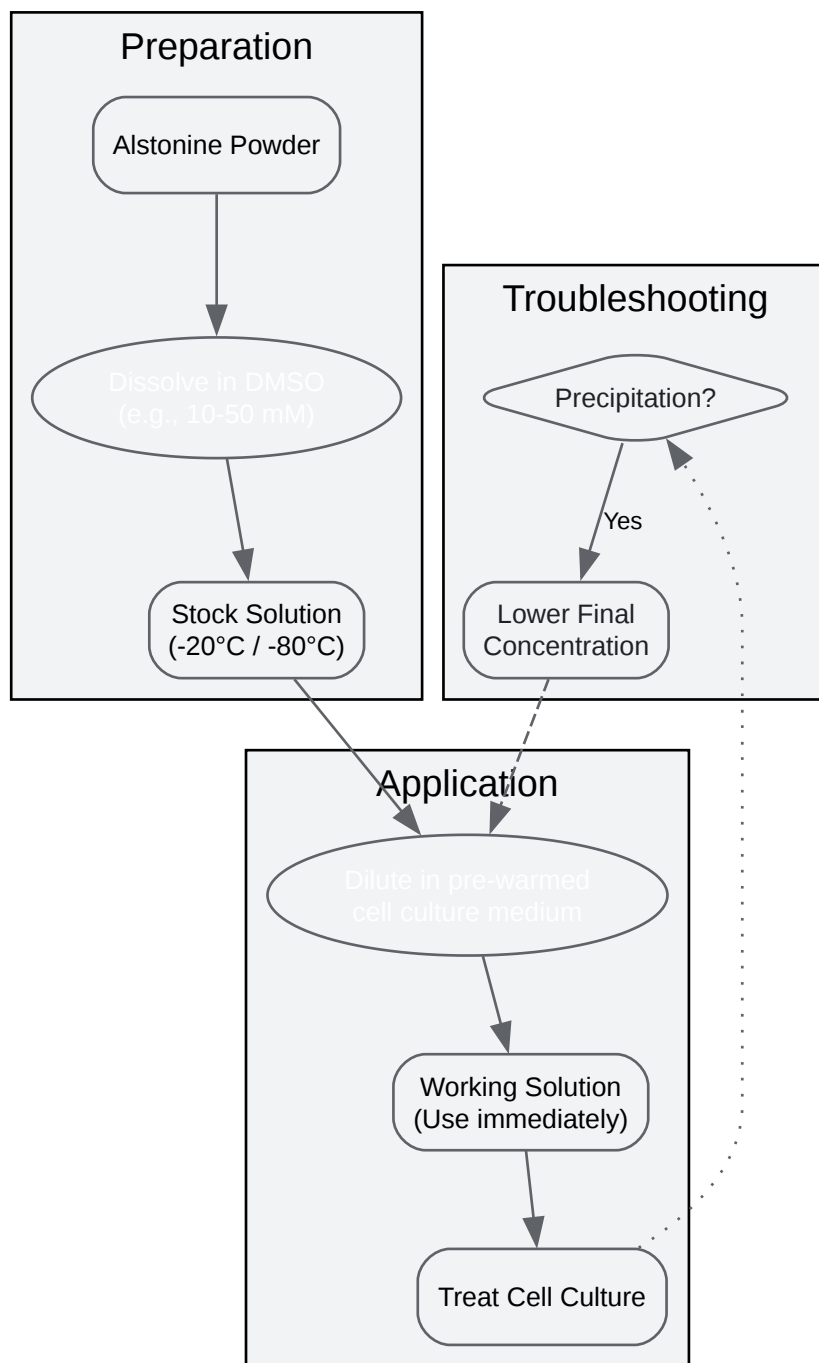 Preparation
Alstonine Powder
Dissolve in DMSO
(e.g., 10-50 mM)
Stock Solution
(-20°C / -80°C)
Troubleshooting
Precipitation?
Yes
Lower Final
Concentration
Application
Dilute in pre-warmed
cell culture medium
Working Solution
(Use immediately)
Treat Cell Culture